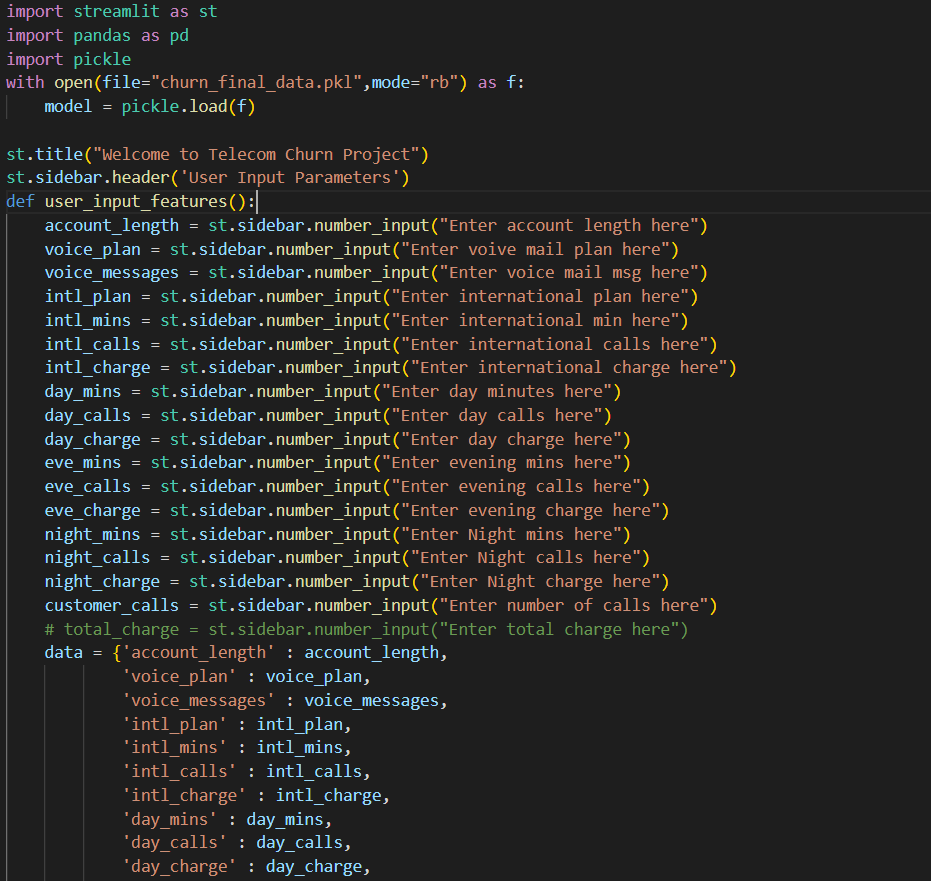 import streamlit as st
import pandas as pd
import pickle
with open(file="churn_final_data.pkl",mode="rb") as f:
    model = pickle.load(f)

st.title("Welcome to Telecom Churn Project")
st.sidebar.header('User Input Parameters')
def user_input_features():
    account_length = st.sidebar.number_input("Enter account length here")
    voice_plan = st.sidebar.number_input("Enter voive mail plan here")
    voice_messages = st.sidebar.number_input("Enter voice mail msg here")
    intl_plan = st.sidebar.number_input("Enter international plan here")
    intl_mins = st.sidebar.number_input("Enter international min here")
    intl_calls = st.sidebar.number_input("Enter international calls here")
    intl_charge = st.sidebar.number_input("Enter international charge here")
    day_mins = st.sidebar.number_input("Enter day minutes here")
    day_calls = st.sidebar.number_input("Enter day calls here")
    day_charge = st.sidebar.number_input("Enter day charge here")
    eve_mins = st.sidebar.number_input("Enter evening mins here")
    eve_calls = st.sidebar.number_input("Enter evening calls here")
    eve_charge = st.sidebar.number_input("Enter evening charge here")
    night_mins = st.sidebar.number_input("Enter Night mins here")
    night_calls = st.sidebar.number_input("Enter Night calls here")
    night_charge = st.sidebar.number_input("Enter Night charge here")
    customer_calls = st.sidebar.number_input("Enter number of calls here")
    # total_charge = st.sidebar.number_input("Enter total charge here")
    data = {'account_length' : account_length,
            'voice_plan' : voice_plan,
            'voice_messages' : voice_messages,
            'intl_plan' : intl_plan,
            'intl_mins' : intl_mins,
            'intl_calls' : intl_calls,
            'intl_charge' : intl_charge,
            'day_mins' : day_mins,
            'day_calls' : day_calls,
            'day_charge' : day_charge,